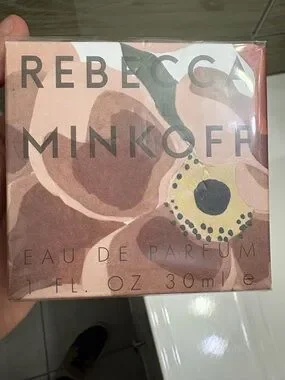 REBECCA
MINKOFF
EAU DE PARFUM
1 FL. OZ 30ml e